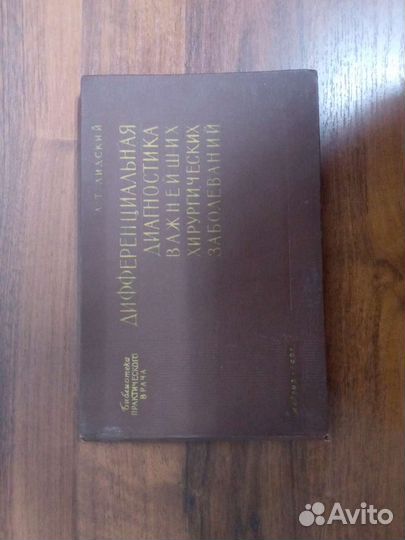 А. Т. ЛИДСКИЙ
Библиотека
ПРАКТИЧЕСКОГО
ВРАЧА
ДИФФЕРЕНЦИАЛЬНАЯ
ДИАГНОСТИКА
ВАЖНЕЙШИХ
ХИРУРГИЧЕСКИХ
ЗАБОЛЕВАНИЙ
Avito